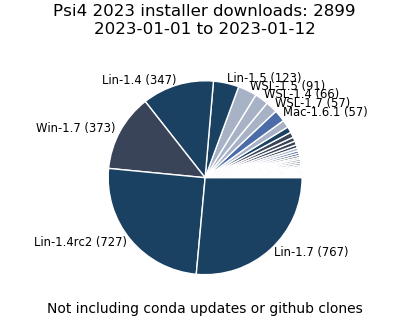 Psi4 2023 installer downloads: 2899
2023-01-01 to 2023-01-12
Lin-1.4 (347)
Lin-1.5 (123)
WSL-1.5 (91)
WSL-1.4 (66)
WSL-1.7 (57)
Mac-1.6.1 (57)
Win-1.7 (373)
Lin-1.4rc2 (727)
Lin-1.7 (767)
Not including conda updates or github clones